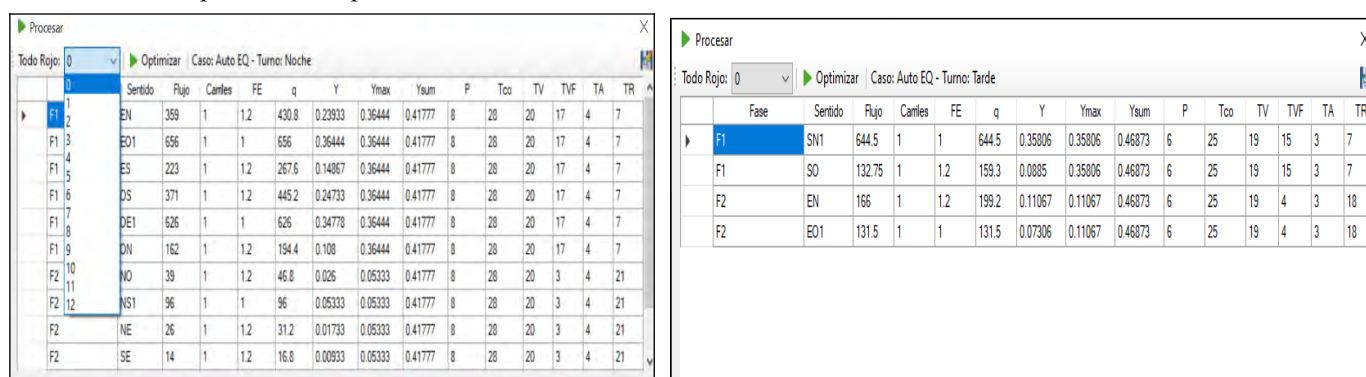 Procesar
Todo Rojo: 0 Optimizar Caso: Auto EQ - Turno: Noche
Sentido Flujo Carriles FE q Y Ymax Ysum P Tco TV TVF TA TR
F1 EN 359 1 1.2 430.8 0.23933 0.36444 0.41777 8 28 20 17 4 7
F1 EO1 656 1 1 656 0.36444 0.36444 0.41777 8 28 20 17 4 7
F1 ES 223 1 1.2 267.6 0.14867 0.36444 0.41777 8 28 20 17 4 7
F1 OS 371 1 1.2 445.2 0.24733 0.36444 0.41777 8 28 20 17 4 7
F1 OE1 626 1 1 626 0.34778 0.36444 0.41777 8 28 20 17 4 7
F1 ON 162 1 1.2 194.4 0.108 0.36444 0.41777 8 28 20 17 4 7
F2 NO 39 1 1.2 46.8 0.026 0.05333 0.41777 8 28 20 3 4 21
F2 NS1 96 1 1 96 0.05333 0.05333 0.41777 8 28 20 3 4 21
F2 NE 26 1 1.2 31.2 0.01733 0.05333 0.41777 8 28 20 3 4 21
F2 SE 14 1 1.2 16.8 0.00933 0.05333 0.41777 8 28 20 3 4 21
0
1
2
3
4
5
6
7
8
9
10
11
12
Procesar
Todo Rojo: 0 Optimizar Caso: Auto EQ - Turno: Tarde
Fase Sentido Flujo Carriles FE q Y Ymax Ysum P Tco TV TVF TA TR
F1 SN1 644.5 1 1 644.5 0.35806 0.35806 0.46873 6 25 19 15 3 7
F1 SO 132.75 1 1.2 159.3 0.0885 0.35806 0.46873 6 25 19 15 3 7
F2 EN 166 1 1.2 199.2 0.11067 0.11067 0.46873 6 25 19 4 3 18
F2 EO1 131.5 1 1 131.5 0.07306 0.11067 0.46873 6 25 19 4 3 18